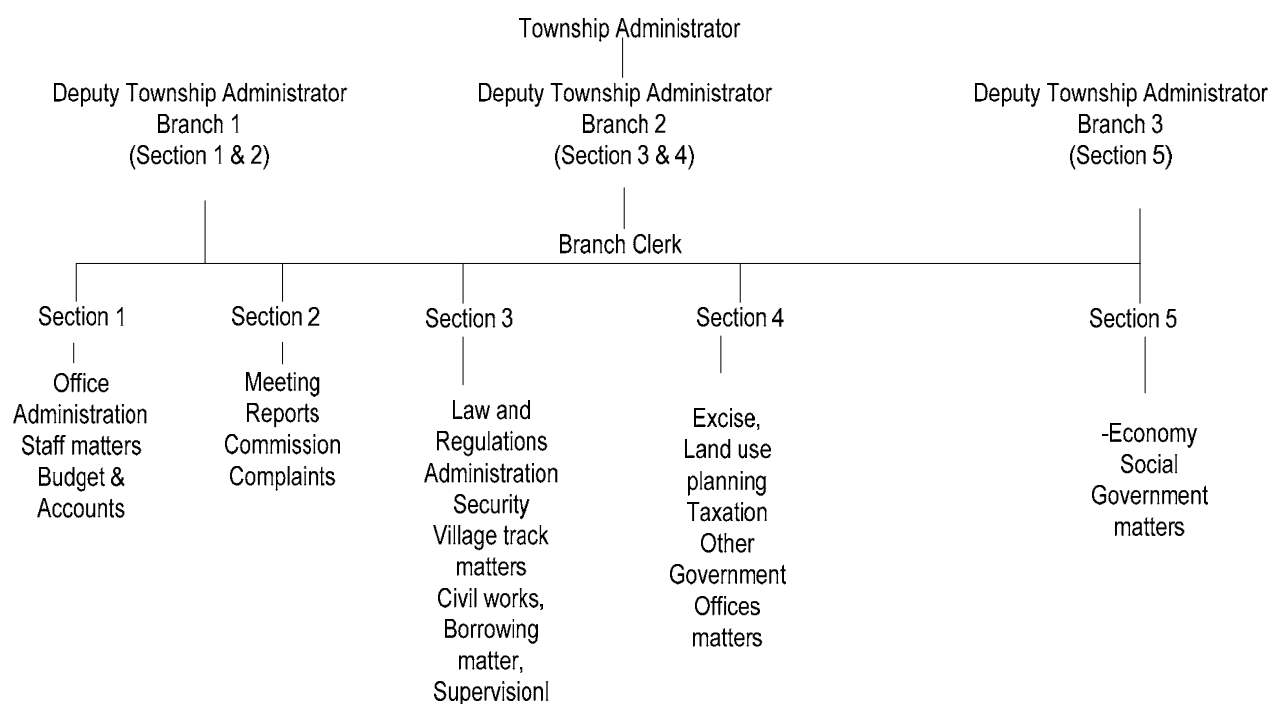 Township Administrator
Deputy Township Administrator
Branch 1
(Section 1 & 2)
Deputy Township Administrator
Branch 2
(Section 3 & 4)
Deputy Township Administrator
Branch 3
(Section 5)
Branch Clerk
Section 1
Section 2
Section 3
Section 4
Section 5
Office
Administration
Staff matters
Budget &
Accounts
Meeting
Reports
Commission
Complaints
Law and
Regulations
Administration
Security
Village track
matters
Civil works,
Borrowing
matter,
Supervisionl
Excise,
Land use
planning
Taxation
Other
Government
Offices
matters
-Economy
Social
Government
matters